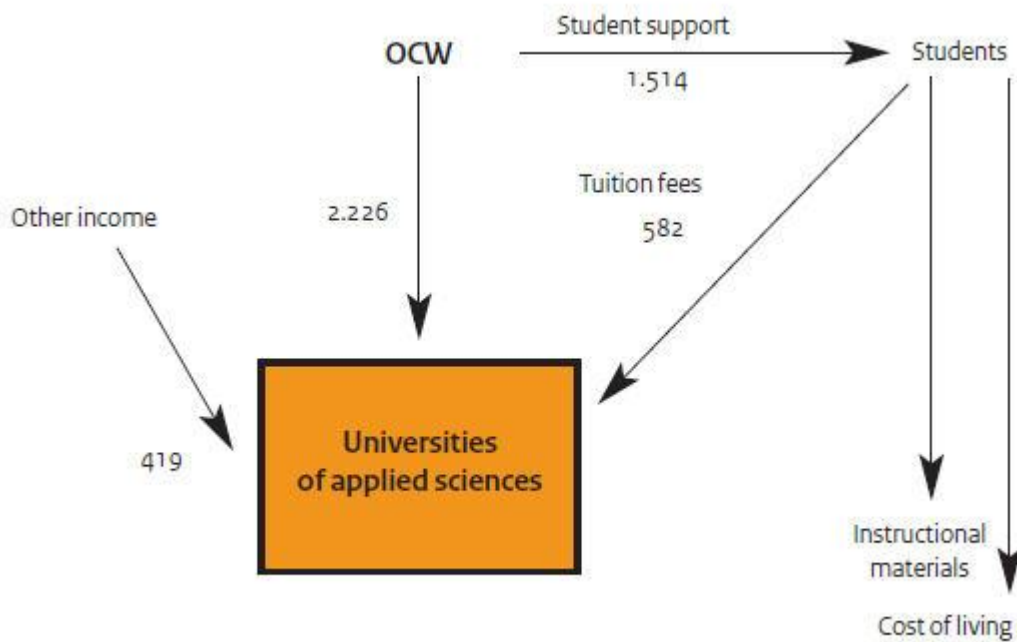 Student support
OCW
Students
1.514
Tuition fees
582
2.226
Other income
419
Universities
of applied sciences
Instructional
materials
Cost of living